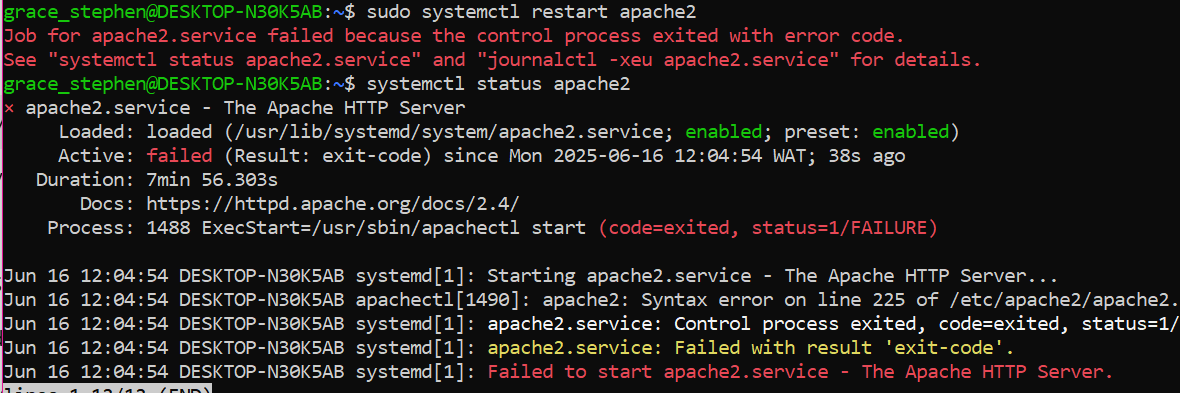 grace_stephen@DESKTOP-N30K5AB:~$ sudo systemctl restart apache2
Job for apache2.service failed because the control process exited with error code.
See "systemctl status apache2.service" and "journalctl -xeu apache2.service" for details.
grace_stephen@DESKTOP-N30K5AB:~$ systemctl status apache2
× apache2.service - The Apache HTTP Server
     Loaded: loaded (/usr/lib/systemd/system/apache2.service; enabled; preset: enabled)
     Active: failed (Result: exit-code) since Mon 2025-06-16 12:04:54 WAT; 38s ago
   Duration: 7min 56.303s
       Docs: https://httpd.apache.org/docs/2.4/
    Process: 1488 ExecStart=/usr/sbin/apachectl start (code=exited, status=1/FAILURE)
Jun 16 12:04:54 DESKTOP-N30K5AB systemd[1]: Starting apache2.service - The Apache HTTP Server...
Jun 16 12:04:54 DESKTOP-N30K5AB apachectl[1490]: apache2: Syntax error on line 225 of /etc/apache2/apache2.
Jun 16 12:04:54 DESKTOP-N30K5AB systemd[1]: apache2.service: Control process exited, code=exited, status=1/
Jun 16 12:04:54 DESKTOP-N30K5AB systemd[1]: apache2.service: Failed with result 'exit-code'.
Jun 16 12:04:54 DESKTOP-N30K5AB systemd[1]: Failed to start apache2.service - The Apache HTTP Server.
lines 1-13/13 (END)